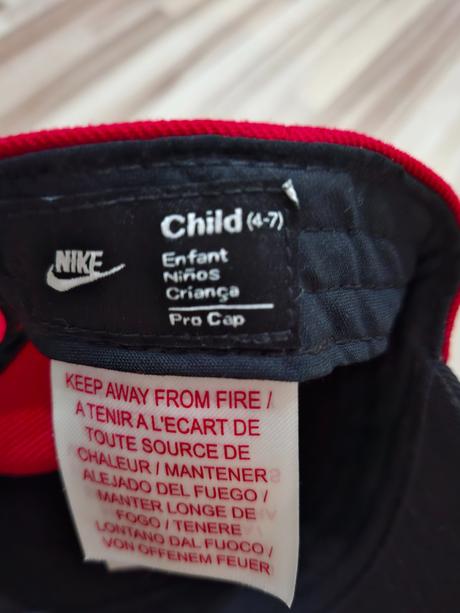 NIKE
Child (4-7)
Enfant
Niños
Criança
Pro Cap
KEEP AWAY FROM FIRE /
A TENIR A L'ECART DE
TOUTE SOURCE DE
CHALEUR / MANTENER
ALEJADO DEL FUEGO /
MANTER LONGE DE
FOGO / TENERE
LONTANO DAL FUOCO /
VON OFFENEM FEUER